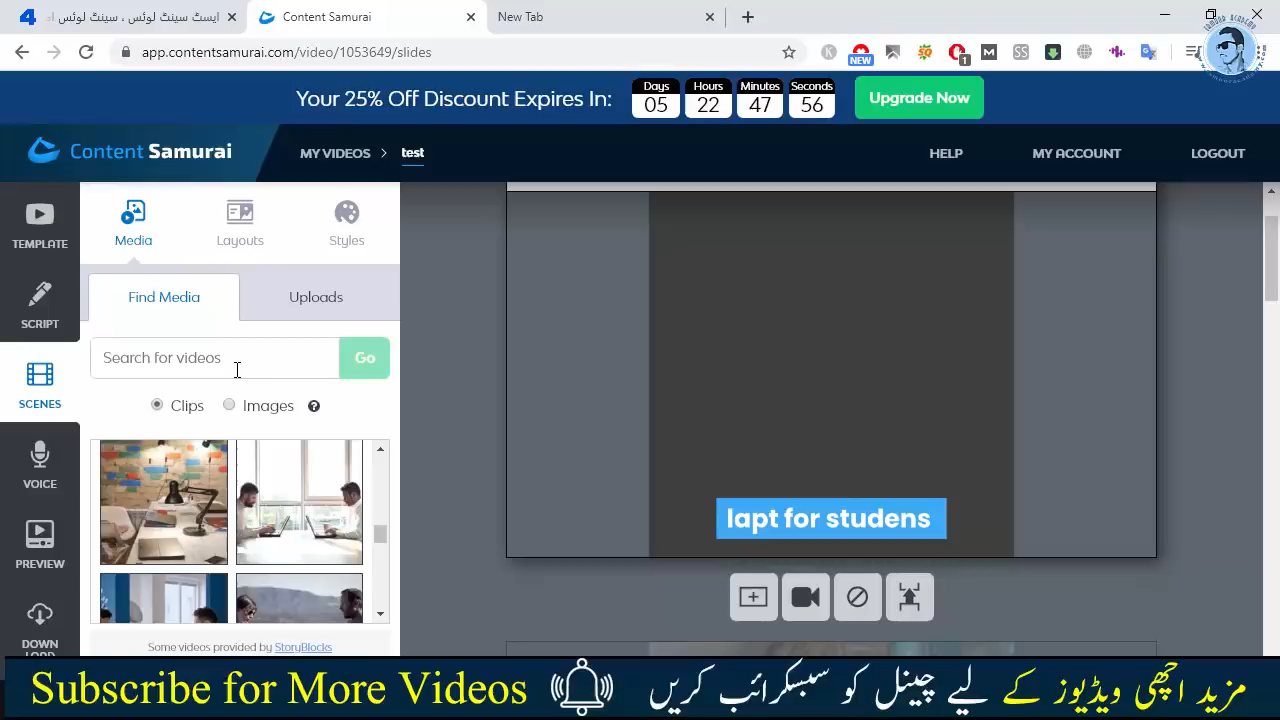 ایسٹ سینٹ لوئس ، سینٹ لوئس ، ایس
Content Samurai
New Tab
app.contentsamurai.com/video/1053649/slides
NEW
1
Your 25% Off Discount Expires In:
Days
05
Hours
22
Minutes
47
Seconds
56
Upgrade Now
Content Samurai
MY VIDEOS > test
HELP
MY ACCOUNT
LOGOUT
TEMPLATE
SCRIPT
SCENES
VOICE
PREVIEW
DOWN
Media
Layouts
Styles
Find Media
Uploads
Search for videos
Go
Clips
Images
Some videos provided by StoryBlocks
lapt for studens
Subscribe for More Videos
مزید اچھی ویڈیوز کے لیے چینل کو سبسکرائب کریں